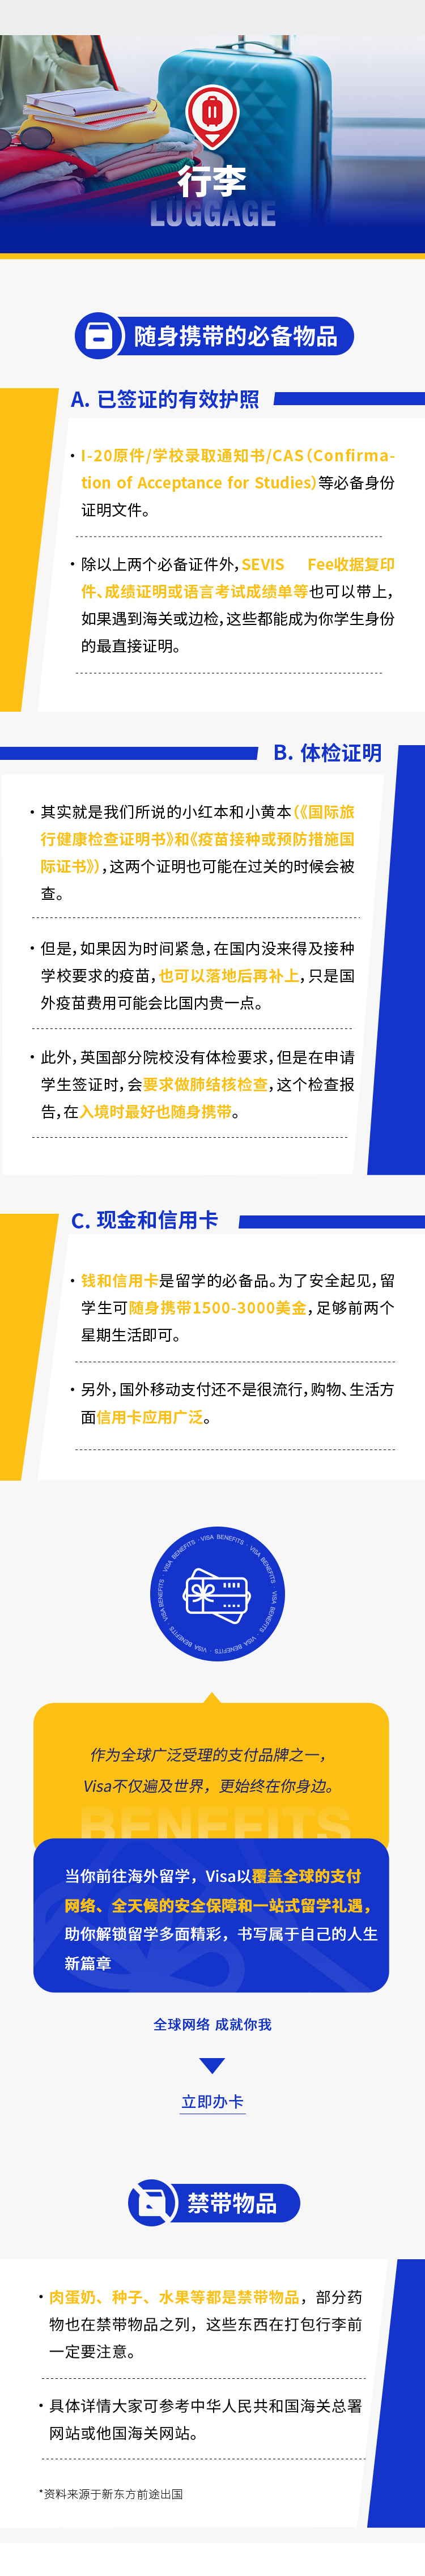 行李
LUGGAGE
随身携带的必备物品
A. 已签证的有效护照
· I-20原件/学校录取通知书/CAS（Confirma-
tion of Acceptance for Studies）等必备身份
证明文件。
· 除以上两个必备证件外，SEVIS Fee收据复印
件、成绩证明或语言考试成绩单等也可以带上，
如果遇到海关或边检，这些都能成为你学生身份
的最直接证明。
B. 体检证明
· 其实就是我们所说的小红本和小黄本（《国际旅
行健康检查证明书》和《疫苗接种或预防措施国
际证书》），这两个证明也可能在过关的时候会被
查。
· 但是，如果因为时间紧急，在国内没来得及接种
学校要求的疫苗，也可以落地后再补上，只是国
外疫苗费用可能会比国内贵一点。
· 此外，英国部分院校没有体检要求，但是在申请
学生签证时，会要求做肺结核检查，这个检查报
告，在入境时最好也随身携带。
C. 现金和信用卡
· 钱和信用卡是留学的必备品。为了安全起见，留
学生可随身携带1500-3000美金，足够前两个
星期生活即可。
· 另外，国外移动支付还不是很流行，购物、生活方
面信用卡应用广泛。
VISA BENEFITS · VISA BENEFITS · VISA BENEFITS · VISA BENEFITS · VISA BENEFITS · VISA BENEFITS ·
作为全球广泛受理的支付品牌之一，
Visa不仅遍及世界，更始终在你身边。
BENEFITS
当你前往海外留学，Visa以覆盖全球的支付
网络、全天候的安全保障和一站式留学礼遇，
助你解锁留学多面精彩，书写属于自己的人生
新篇章
全球网络 成就你我
立即办卡
禁带物品
· 肉蛋奶、种子、水果等都是禁带物品，部分药
物也在禁带物品之列，这些东西在打包行李前
一定要注意。
· 具体详情大家可参考中华人民共和国海关总署
网站或他国海关网站。
*资料来源于新东方前途出国